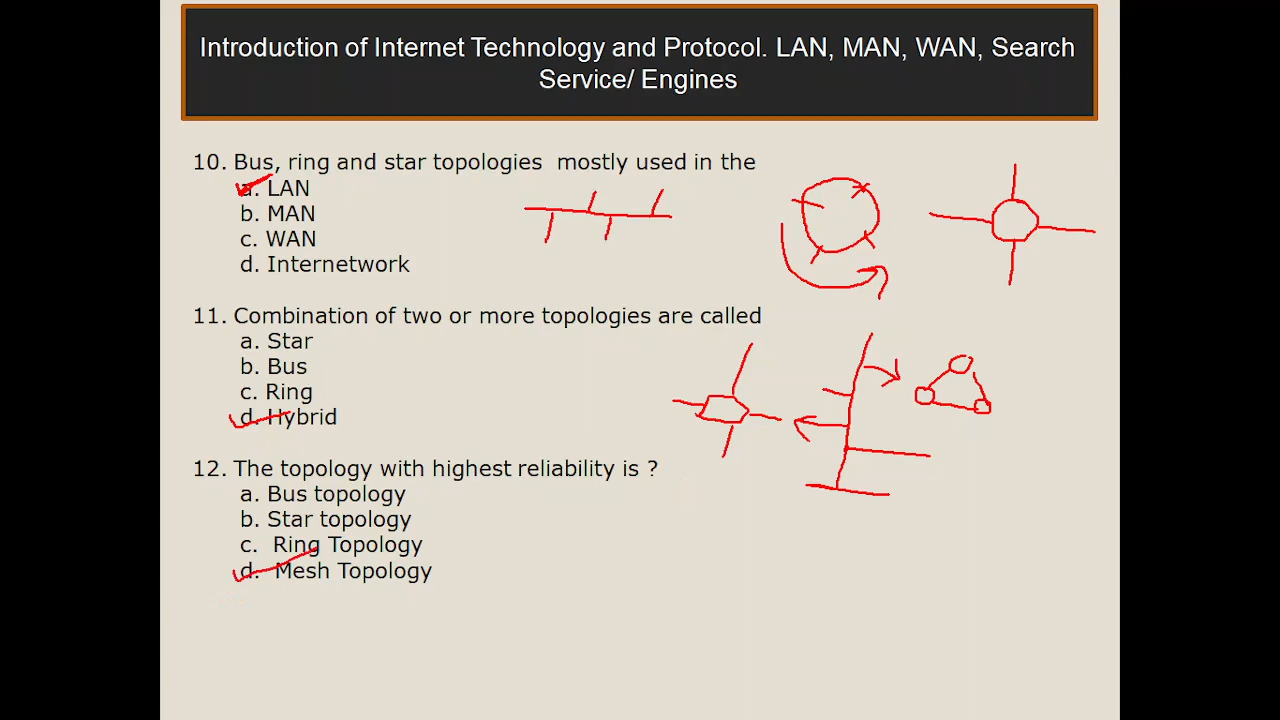 Introduction of Internet Technology and Protocol. LAN, MAN, WAN, Search
Service/ Engines
10. Bus, ring and star topologies mostly used in the
a. LAN
b. MAN
c. WAN
d. Internetwork
11. Combination of two or more topologies are called
a. Star
b. Bus
c. Ring
d. Hybrid
12. The topology with highest reliability is ?
a. Bus topology
b. Star topology
c. Ring Topology
d. Mesh Topology